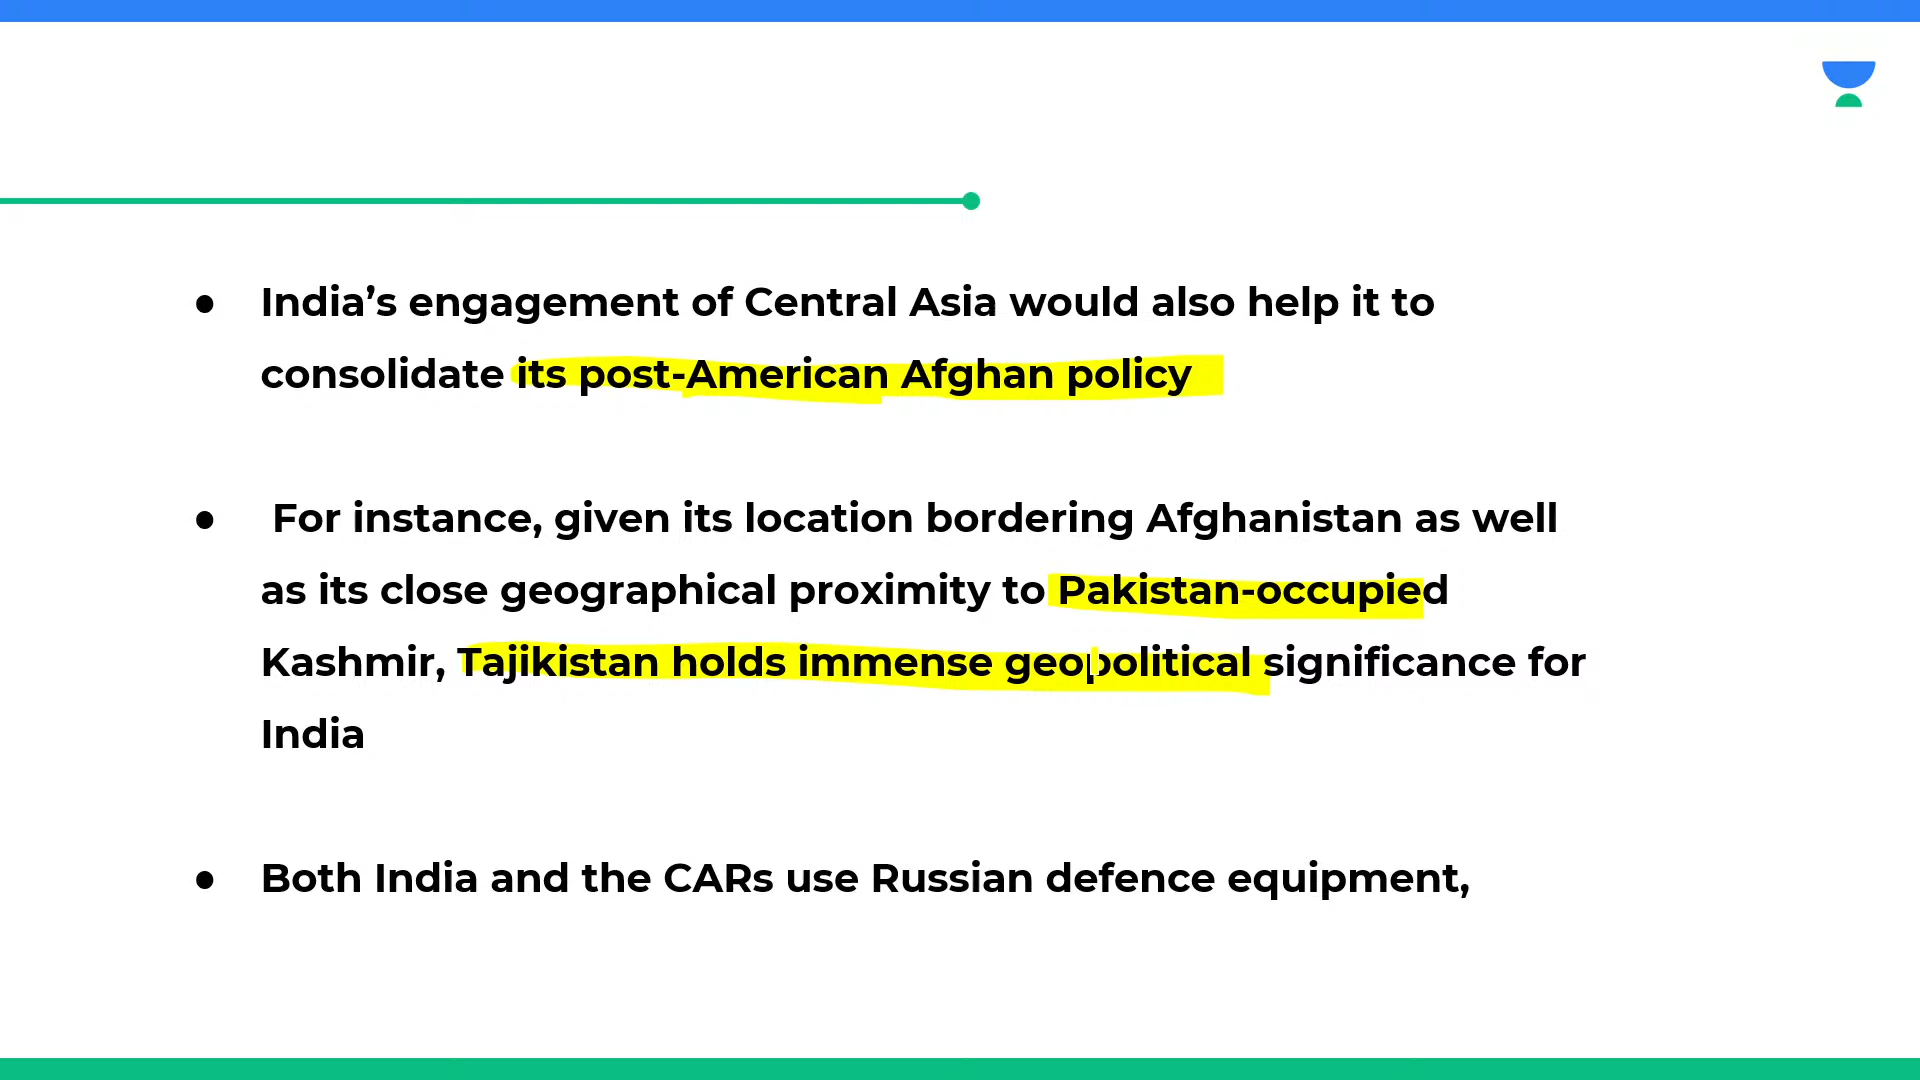 ● India’s engagement of Central Asia would also help it to
consolidate its post-American Afghan policy
● For instance, given its location bordering Afghanistan as well
as its close geographical proximity to Pakistan-occupied
Kashmir, Tajikistan holds immense geopolitical significance for
India
● Both India and the CARs use Russian defence equipment,